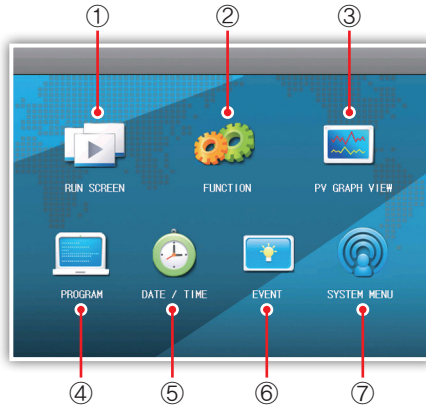 ① ② ③
RUN SCREEN FUNCTION PV GRAPH VIEW
PROGRAM DATE / TIME EVENT SYSTEM MENU
④ ⑤ ⑥ ⑦